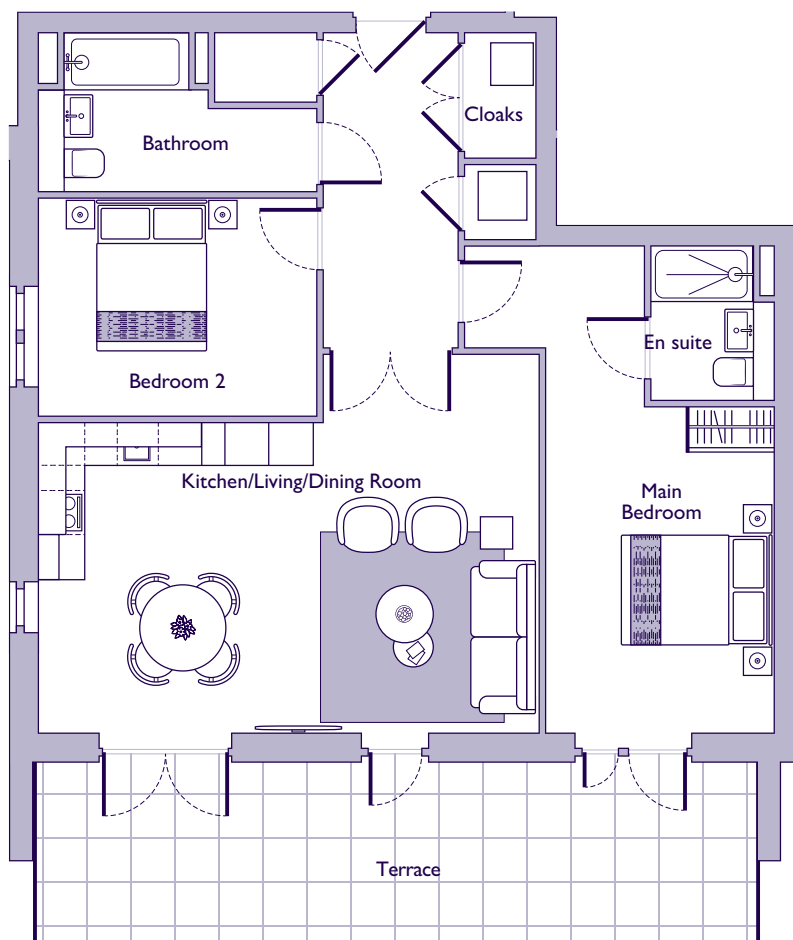 Cloaks
Bathroom
En suite
Bedroom 2
Kitchen/Living/Dining Room
Main
Bedroom
Terrace